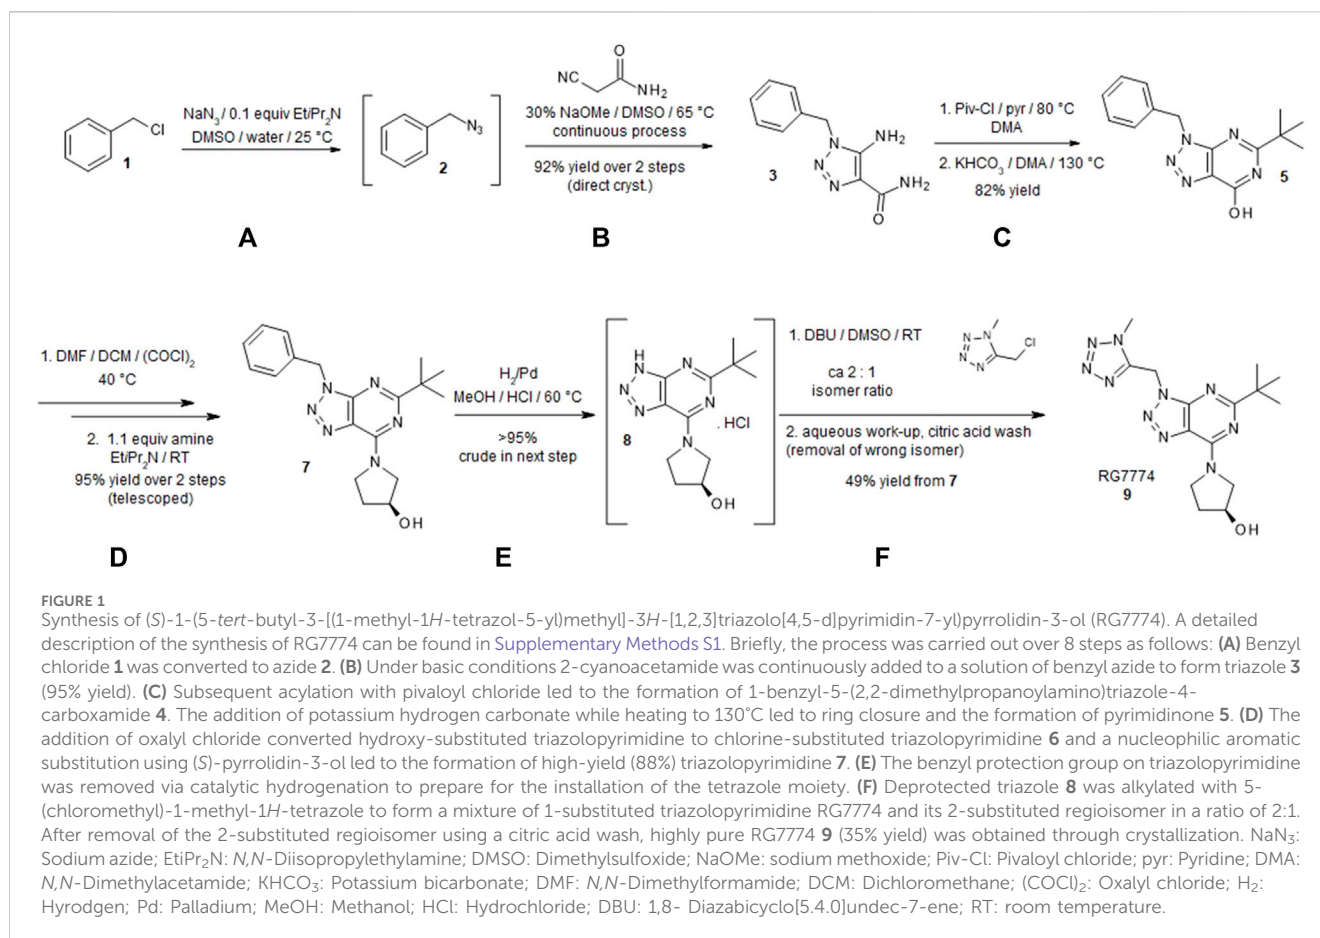 Cl
1
NaN3 / 0.1 equiv EtiPr2N
DMSO / water / 25 °C
N3
2
O
NC
NH2
30% NaOMe / DMSO / 65 °C
continuous process
92% yield over 2 steps
(direct cryst.)
N
N
N
NH2
NH2
O
3
1. Piv-Cl / pyr / 80 °C
DMA
2. KHCO3 / DMA / 130 °C
82% yield
N
N
N
N
N
OH
5
A
B
C
1. DMF / DCM / (COCl)2
40 °C
2. 1.1 equiv amine
EtiPr2N / RT
95% yield over 2 steps
(telescoped)
N
N
N
N
N
N
OH
7
H2/Pd
MeOH / HCl / 60 °C
>95%
crude in next step
H
N
N
N
N
N
. HCl
N
OH
8
1. DBU / DMSO / RT
ca 2 : 1
isomer ratio
N
N
N
N
Cl
2. aqueous work-up, citric acid wash
(removal of wrong isomer)
49% yield from 7
N
N
N
N
N
N
N
N
N
N
OH
RG7774
9
D
E
F
FIGURE 1
Synthesis of (S)-1-(5-tert-butyl-3-[(1-methyl-1H-tetrazol-5-yl)methyl]-3H-[1,2,3]triazolo[4,5-d]pyrimidin-7-yl)pyrrolidin-3-ol (RG7774). A detailed
description of the synthesis of RG7774 can be found in Supplementary Methods S1. Briefly, the process was carried out over 8 steps as follows: (A) Benzyl
chloride 1 was converted to azide 2. (B) Under basic conditions 2-cyanoacetamide was continuously added to a solution of benzyl azide to form triazole 3
(95% yield). (C) Subsequent acylation with pivaloyl chloride led to the formation of 1-benzyl-5-(2,2-dimethylpropanoylamino)triazole-4-
carboxamide 4. The addition of potassium hydrogen carbonate while heating to 130°C led to ring closure and the formation of pyrimidinone 5. (D) The
addition of oxalyl chloride converted hydroxy-substituted triazolopyrimidine to chlorine-substituted triazolopyrimidine 6 and a nucleophilic aromatic
substitution using (S)-pyrrolidin-3-ol led to the formation of high-yield (88%) triazolopyrimidine 7. (E) The benzyl protection group on triazolopyrimidine
was removed via catalytic hydrogenation to prepare for the installation of the tetrazole moiety. (F) Deprotected triazole 8 was alkylated with 5-
(chloromethyl)-1-methyl-1H-tetrazole to form a mixture of 1-substituted triazolopyrimidine RG7774 and its 2-substituted regioisomer in a ratio of 2:1.
After removal of the 2-substituted regioisomer using a citric acid wash, highly pure RG7774 9 (35% yield) was obtained through crystallization. NaN3:
Sodium azide; EtiPr2N: N,N-Diisopropylethylamine; DMSO: Dimethylsulfoxide; NaOMe: sodium methoxide; Piv-Cl: Pivaloyl chloride; pyr: Pyridine; DMA:
N,N-Dimethylacetamide; KHCO3: Potassium bicarbonate; DMF: N,N-Dimethylformamide; DCM: Dichloromethane; (COCl)2: Oxalyl chloride; H2:
Hyrodgen; Pd: Palladium; MeOH: Methanol; HCl: Hydrochloride; DBU: 1,8- Diazabicyclo[5.4.0]undec-7-ene; RT: room temperature.